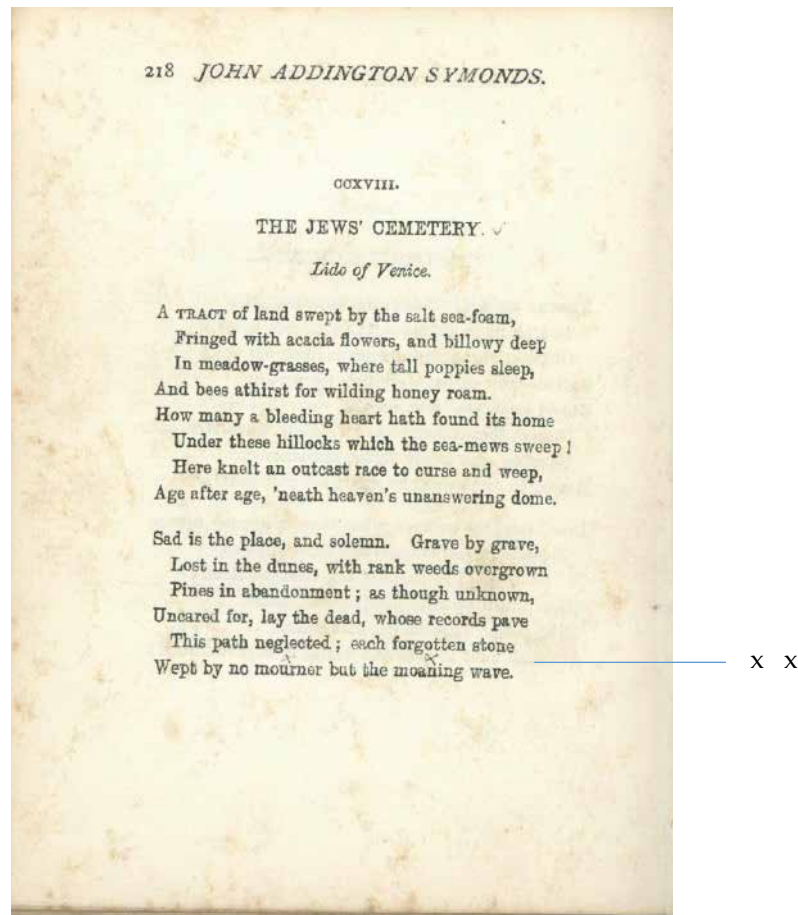 218 JOHN ADDINGTON SYMONDS.
CCXVIII.
THE JEWS' CEMETERY. ✓
Lido of Venice.
A TRACT of land swept by the salt sea-foam,
Fringed with acacia flowers, and billowy deep
In meadow-grasses, where tall poppies sleep,
And bees athirst for wilding honey roam.
How many a bleeding heart hath found its home
Under these hillocks which the sea-mews sweep!
Here knelt an outcast race to curse and weep,
Age after age, 'neath heaven's unanswering dome.
Sad is the place, and solemn. Grave by grave,
Lost in the dunes, with rank weeds overgrown
Pines in abandonment; as though unknown,
Uncared for, lay the dead, whose records pave
This path neglected; each forgotten stone
x x
Wept by no mourner but the moaning wave. x x